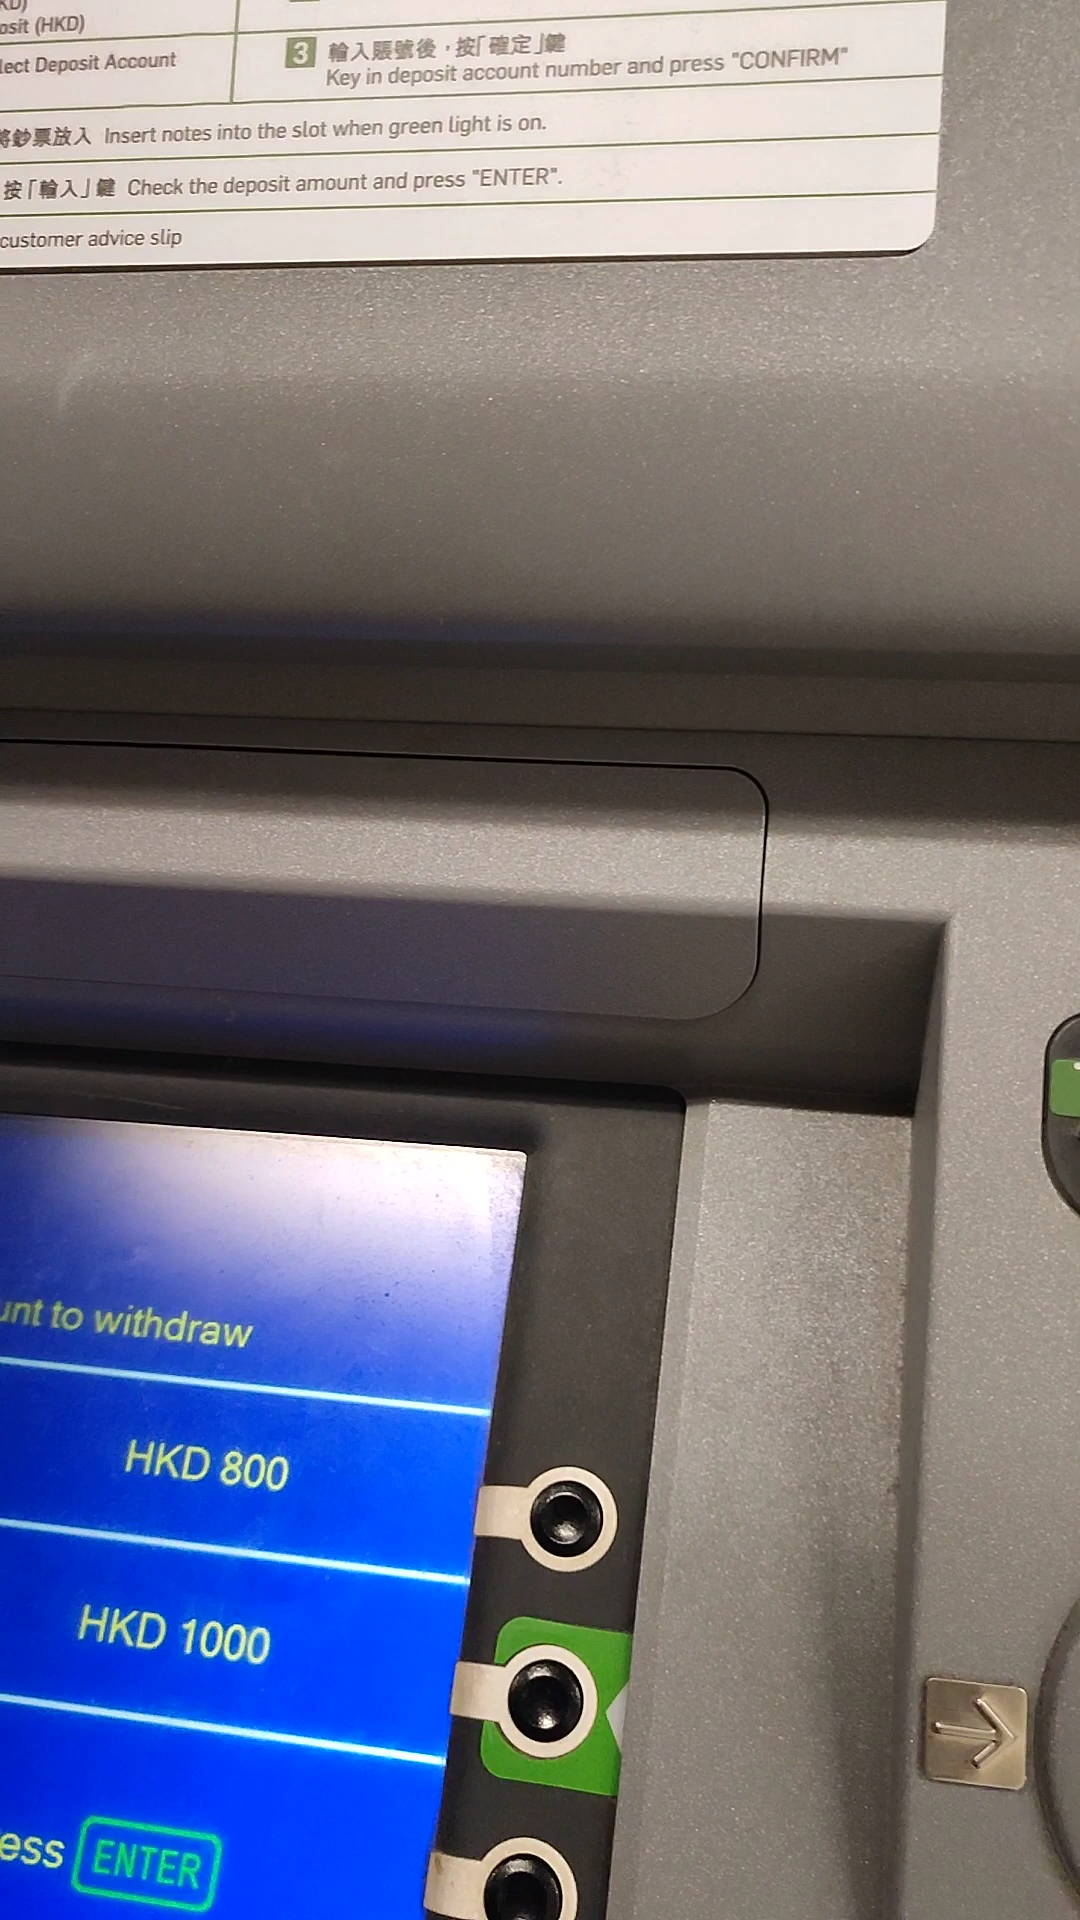 osit (HKD)
lect Deposit Account
3 輸入賬號後，按「確定」鍵
Key in deposit account number and press "CONFIRM"
將鈔票放入 Insert notes into the slot when green light is on.
按「輸入」鍵 Check the deposit amount and press "ENTER".
customer advice slip
unt to withdraw
HKD 800
HKD 1000
ess ENTER